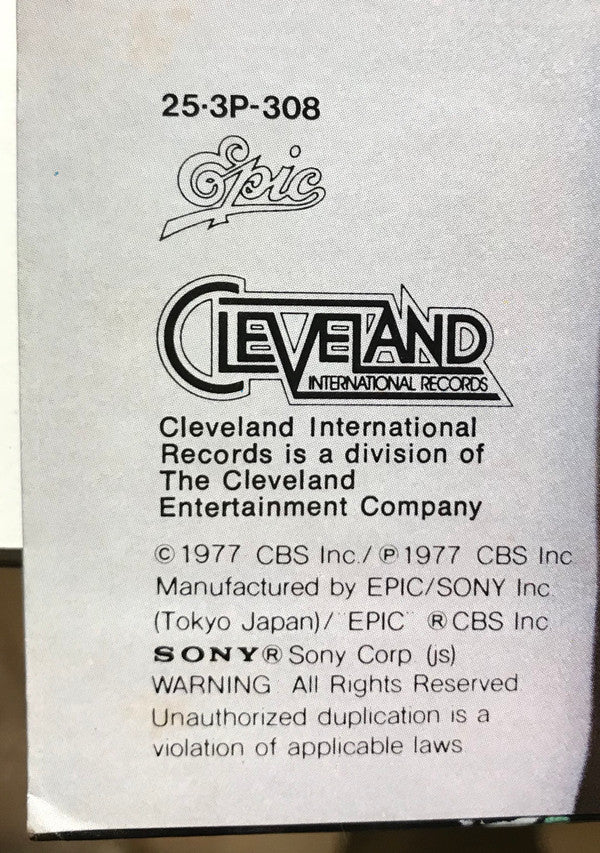 25·3P-308
Epic
CLEVELAND
INTERNATIONAL RECORDS
Cleveland International
Records is a division of
The Cleveland
Entertainment Company
© 1977 CBS Inc./ ℗ 1977 CBS Inc
Manufactured by EPIC/SONY Inc.
(Tokyo Japan)/"EPIC" ® CBS Inc
SONY® Sony Corp (js)
WARNING All Rights Reserved
Unauthorized duplication is a
violation of applicable laws